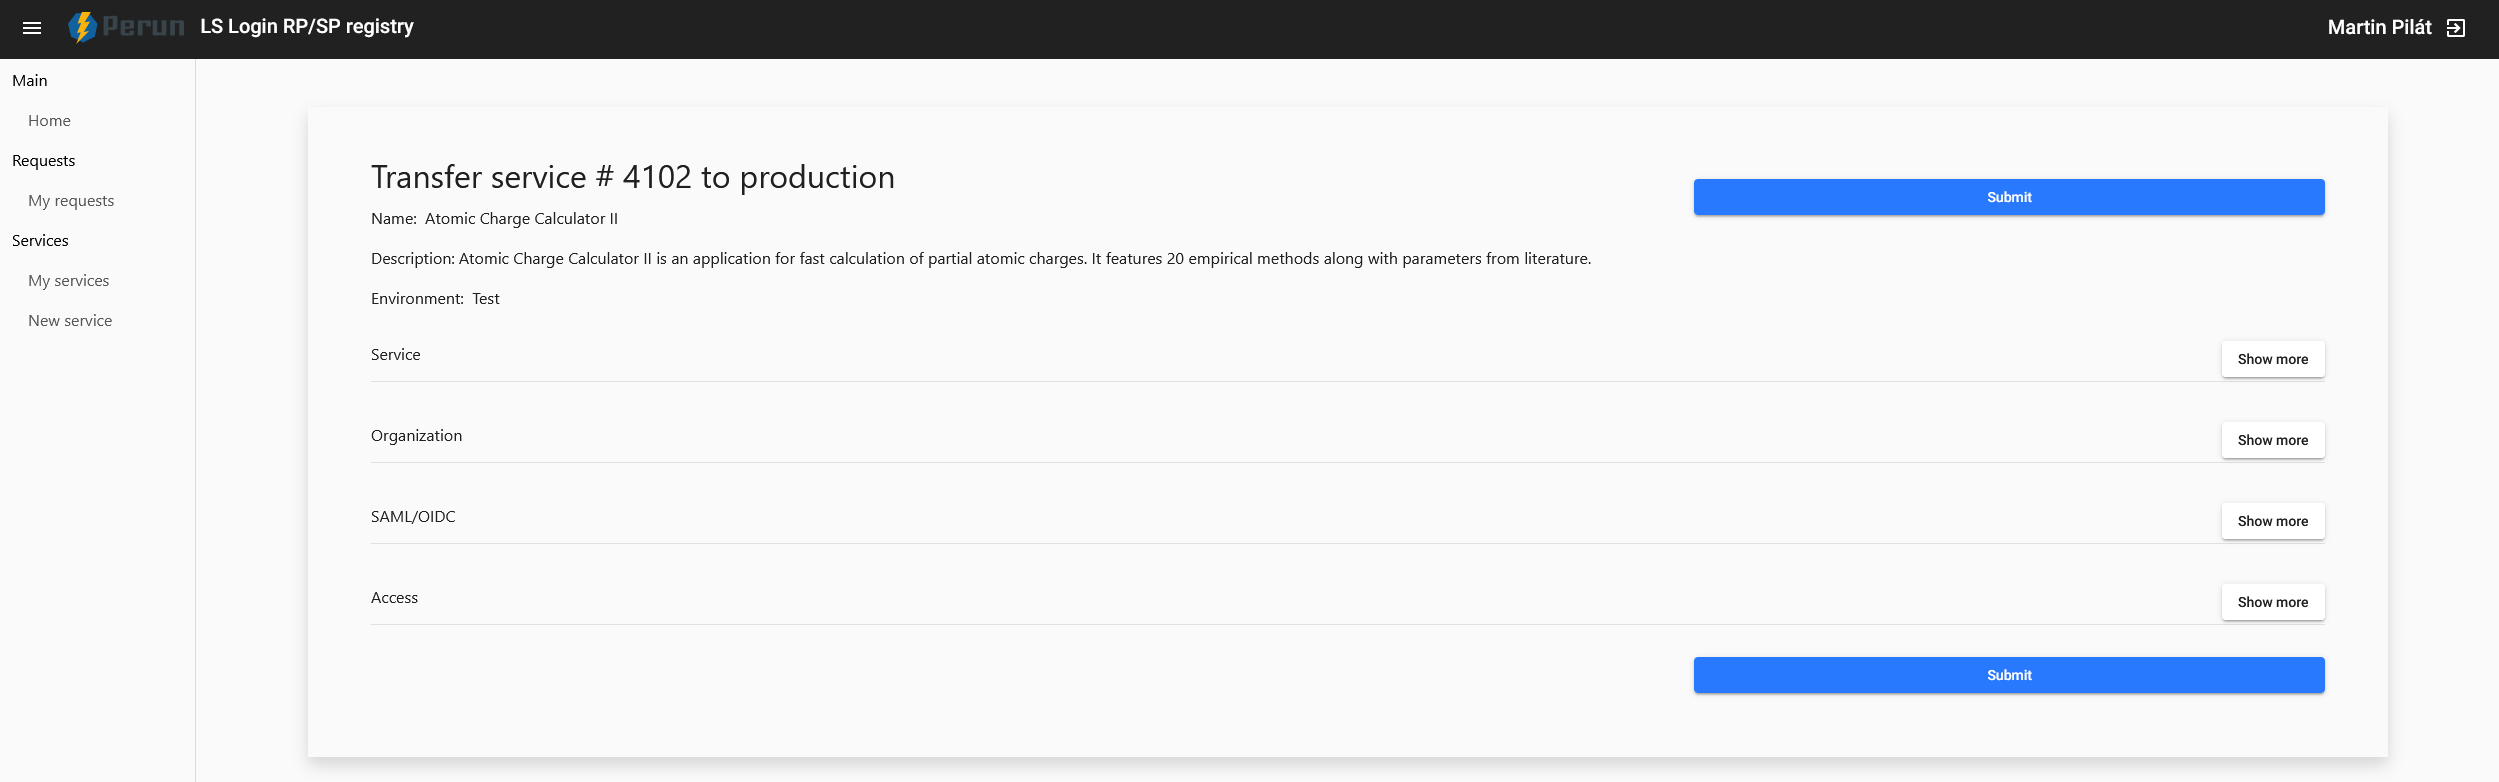 Perun LS Login RP/SP registry Martin Pilát
Main
Home
Requests
My requests
Services
My services
New service
Transfer service # 4102 to production
Submit
Name: Atomic Charge Calculator II
Description: Atomic Charge Calculator II is an application for fast calculation of partial atomic charges. It features 20 empirical methods along with parameters from literature.
Environment: Test
Service Show more
Organization Show more
SAML/OIDC Show more
Access Show more
Submit